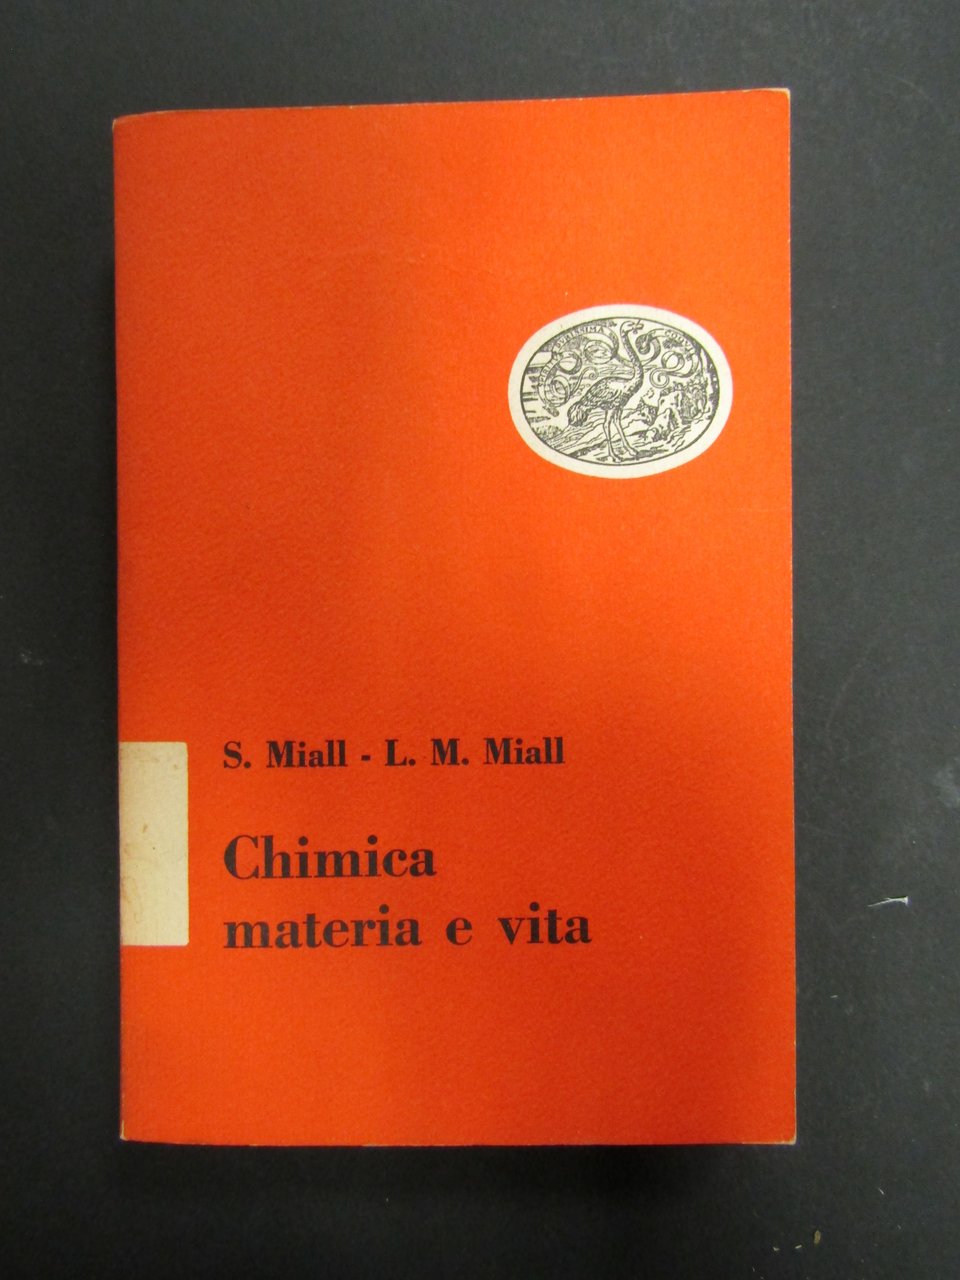 S. Miall - L. M. Miall
Chimica
materia e vita